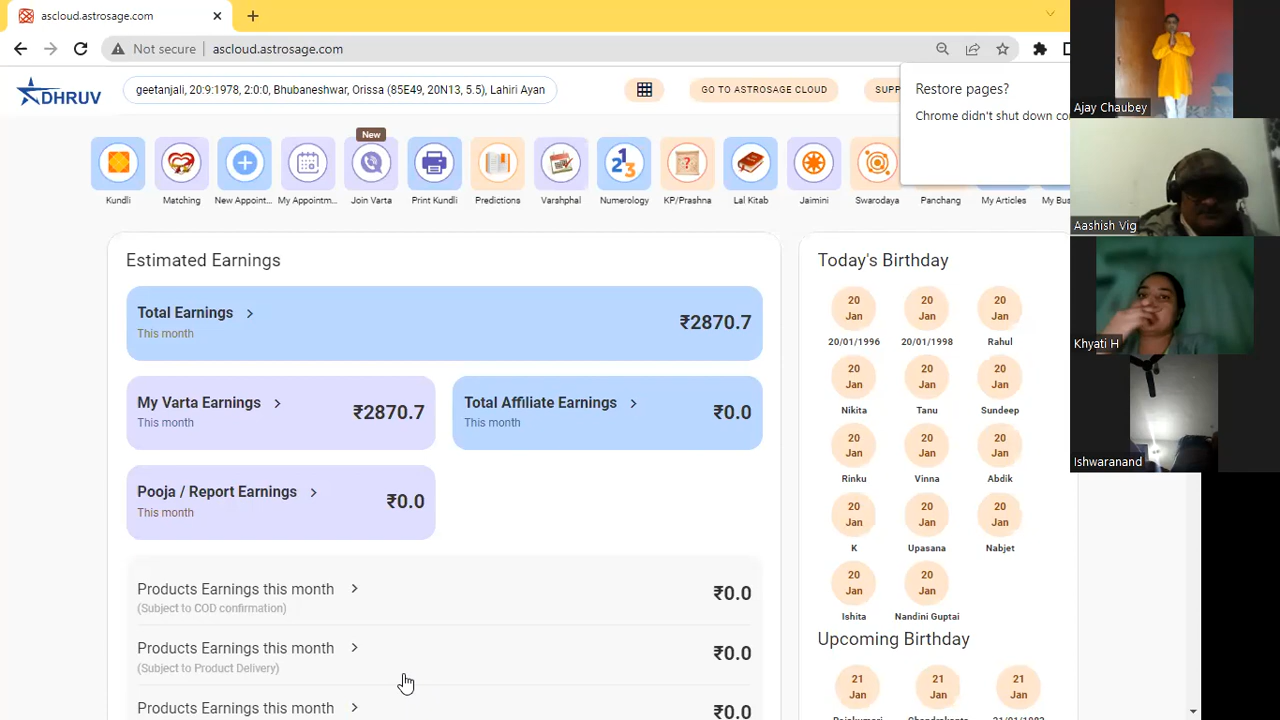 ascloud.astrosage.com
Not secure
ascloud.astrosage.com
DHRUV
geetanjali, 20:9:1978, 2:0:0, Bhubaneshwar, Orissa (85E49, 20N13, 5.5), Lahiri Ayan
GO TO ASTROSAGE CLOUD
SUPP
Restore pages?
Chrome didn't shut down co
New
Kundli
Matching
New Appoint...
My Appointm...
Join Varta
Print Kundli
Predictions
Varshphal
Numerology
KP/Prashna
Lal Kitab
Jaimini
Swarodaya
Panchang
My Articles
My Bus
Estimated Earnings
Total Earnings
This month
₹2870.7
My Varta Earnings
This month
₹2870.7
Total Affiliate Earnings
This month
₹0.0
Pooja / Report Earnings
This month
₹0.0
Products Earnings this month
(Subject to COD confirmation)
₹0.0
Products Earnings this month
(Subject to Product Delivery)
₹0.0
Products Earnings this month
₹0.0
Today's Birthday
20 Jan
20/01/1996
20 Jan
20/01/1998
20 Jan
Rahul
20 Jan
Nikita
20 Jan
Tanu
20 Jan
Sundeep
20 Jan
Rinku
20 Jan
Vinna
20 Jan
Abdik
20 Jan
K
20 Jan
Upasana
20 Jan
Nabjet
20 Jan
Ishita
20 Jan
Nandini Guptai
Upcoming Birthday
21 Jan
21 Jan
21 Jan
Ajay Chaubey
Aashish Vig
Khyati H
Ishwaranand